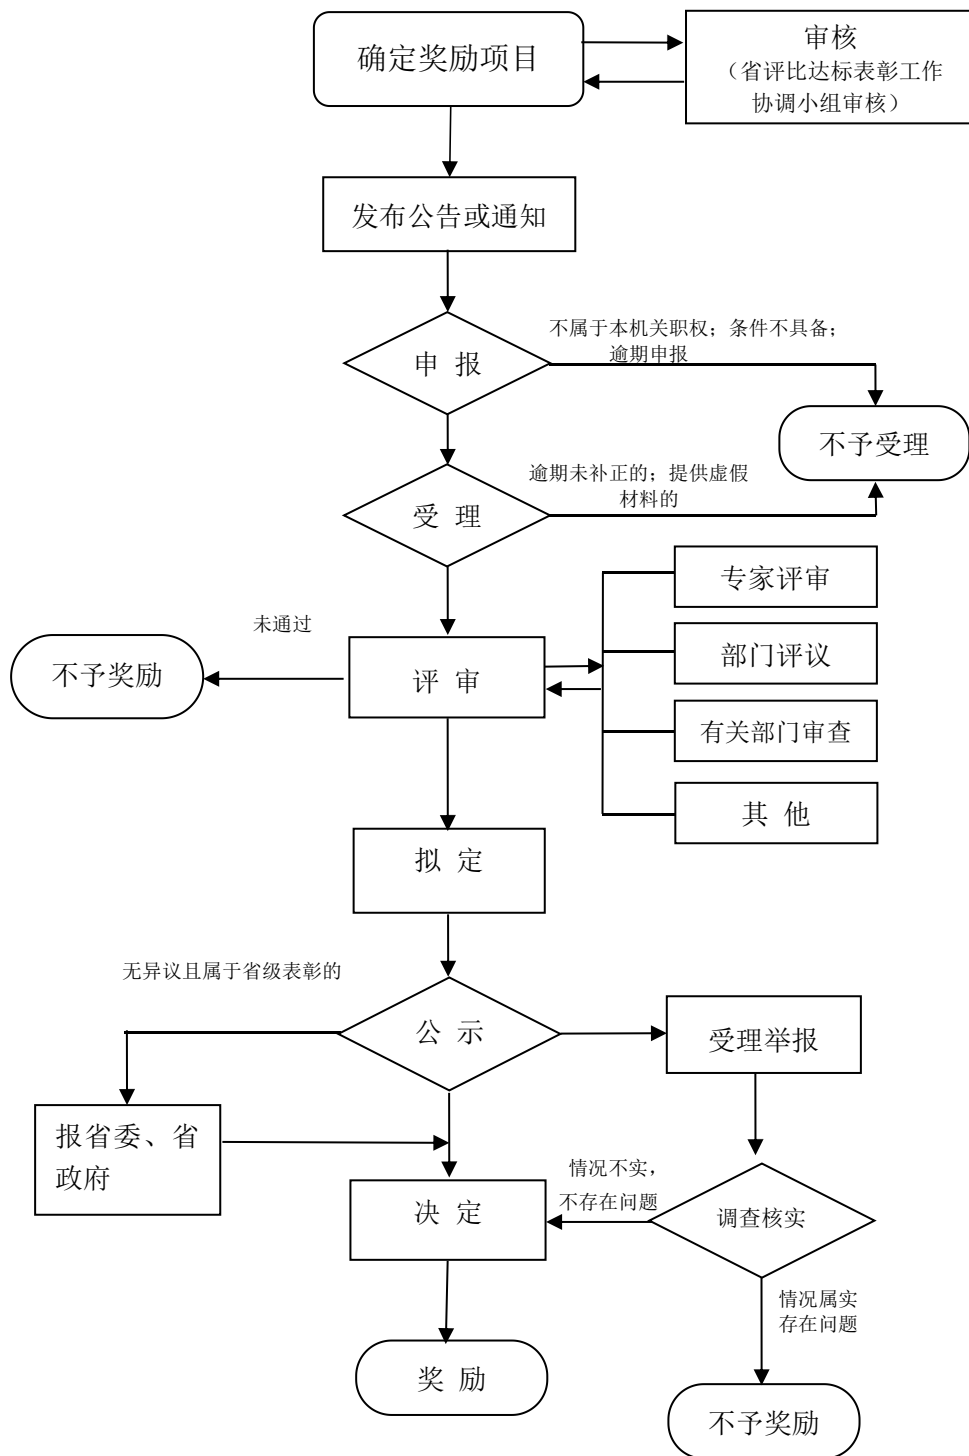 确定奖励项目
审核
（省评比达标表彰工作
协调小组审核）
发布公告或通知
不属于本机关职权；条件不具备；
逾期申报
申 报
不予受理
逾期未补正的；提供虚假
材料的
受 理
专家评审
未通过
不予奖励
评 审
部门评议
有关部门审查
其 他
拟 定
无异议且属于省级表彰的
公 示
受理举报
报省委、省
政府
情况不实，
不存在问题
决 定
调查核实
情况属实
存在问题
奖 励
不予奖励